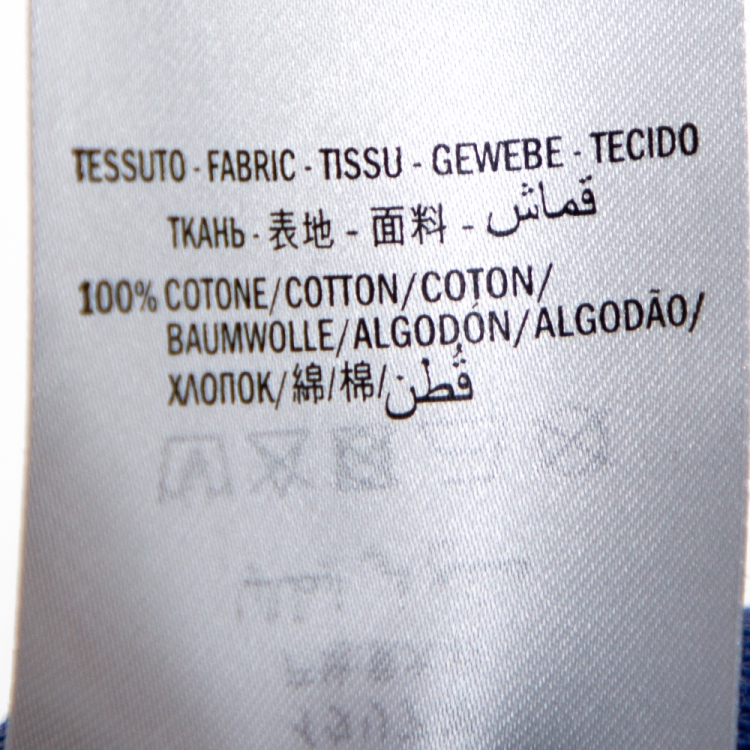 TESSUTO - FABRIC - TISSU - GEWEBE - TECIDO
ТКАНЬ - 表地 - 面料 - قماش
100% COTONE/COTTON/COTON/
BAUMWOLLE/ALGODÓN/ALGODÃO/
ХЛОПОК/綿/棉/قُطن